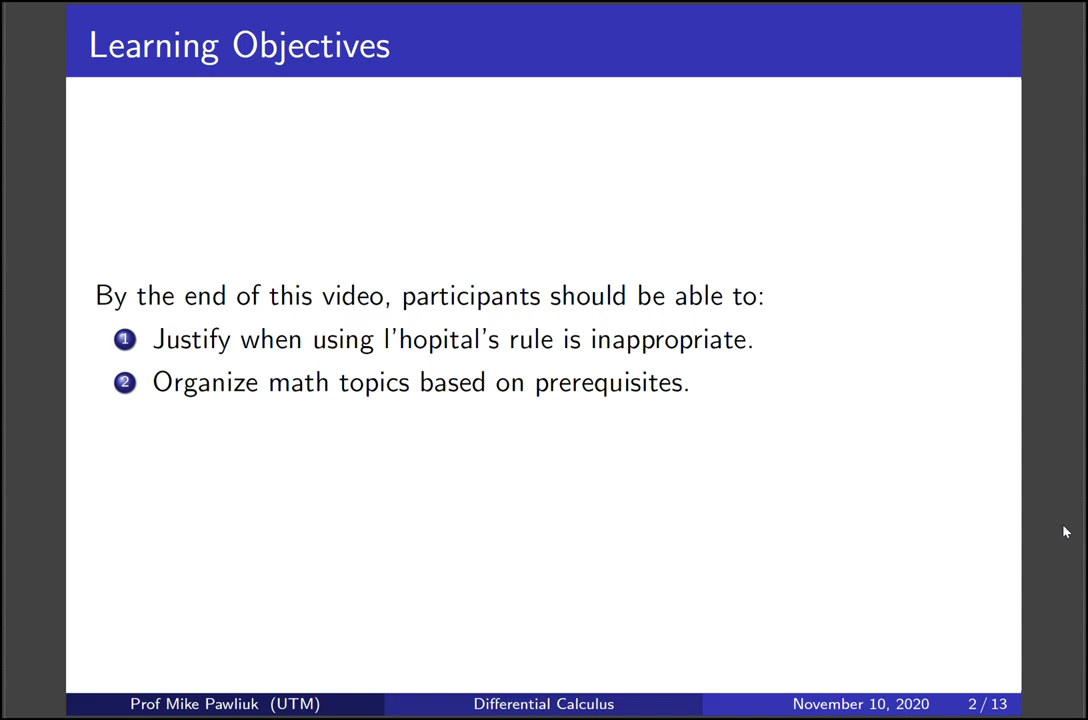 Learning Objectives
By the end of this video, participants should be able to:
1 Justify when using l'hopital's rule is inappropriate.
2 Organize math topics based on prerequisites.
Prof Mike Pawliuk (UTM) Differential Calculus November 10, 2020 2 / 13